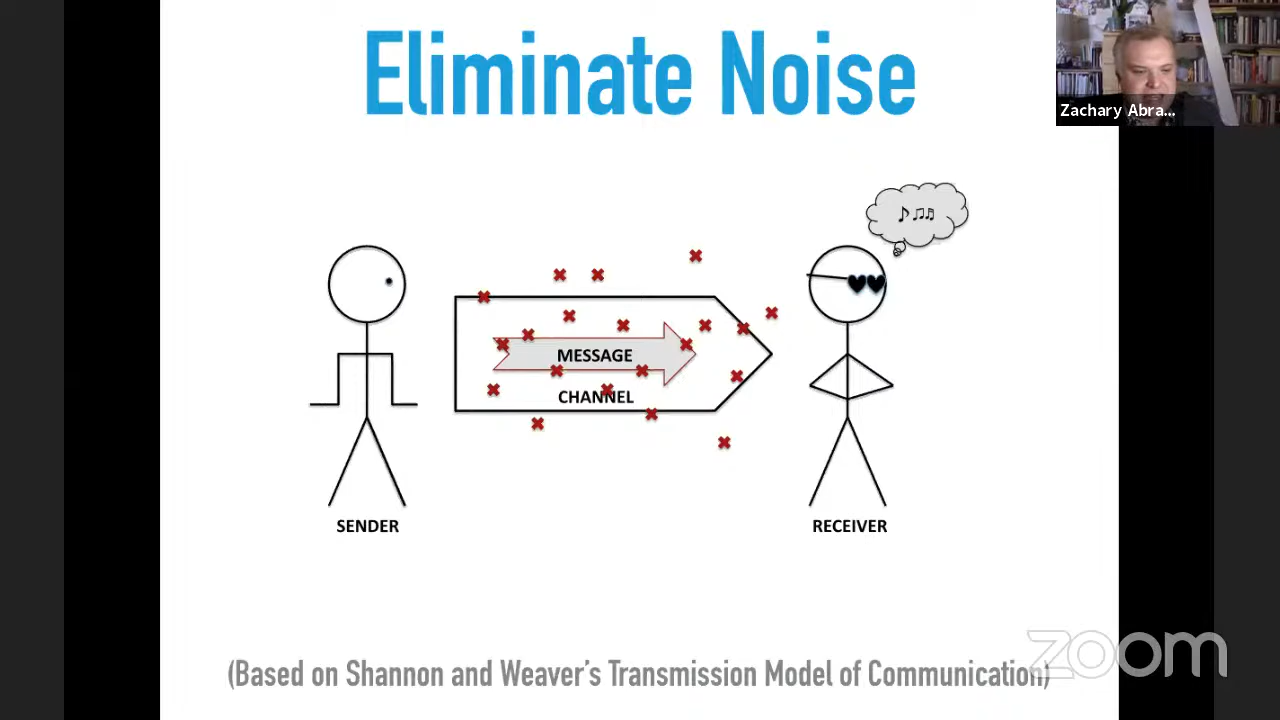 Eliminate Noise
Zachary Abra...
MESSAGE
CHANNEL
SENDER
RECEIVER
(Based on Shannon and Weaver's Transmission Model of Communication)
zoom